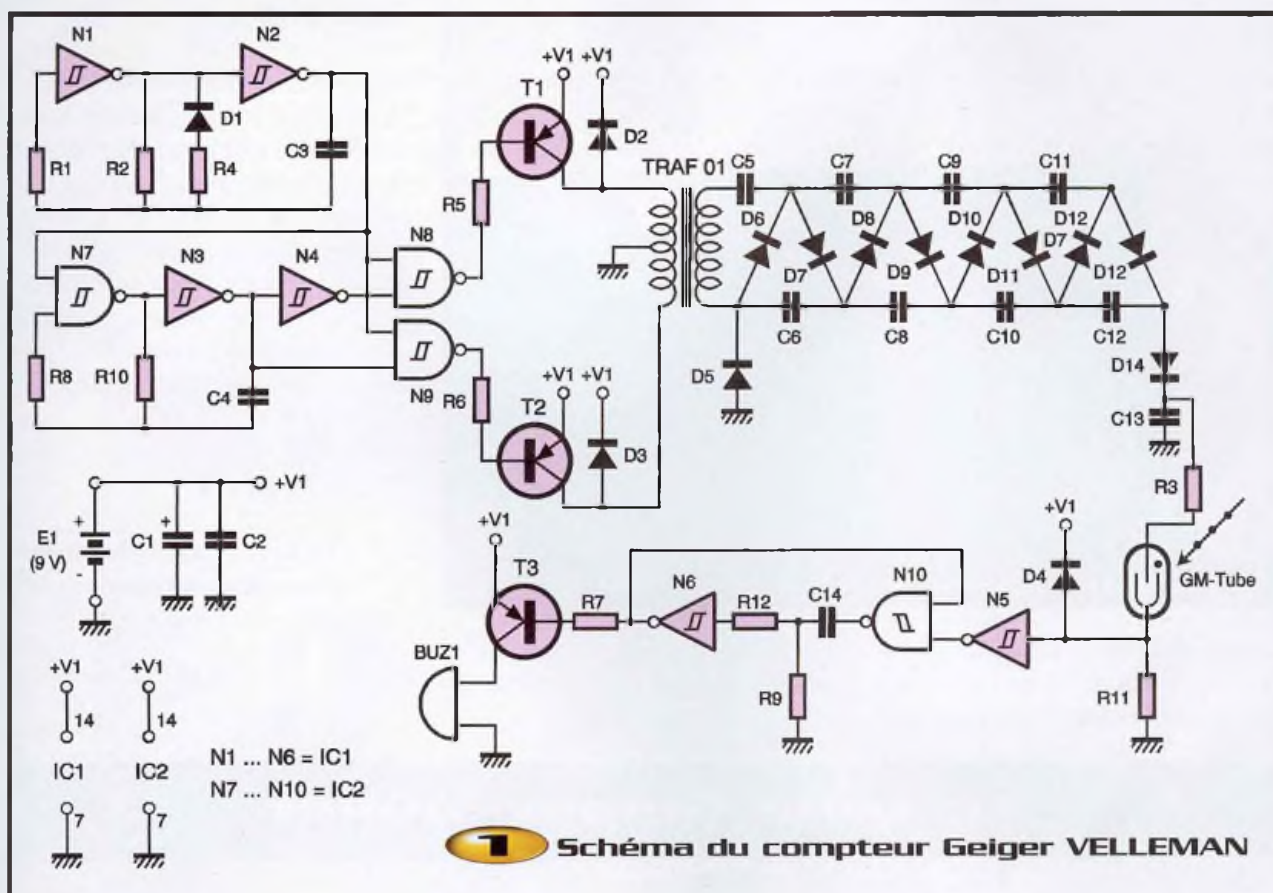 N1
N2
D1
R1
R2
R4
C3
N7
N3
N4
R8
R10
C4
N8
N9
R5
R6
+V1
+V1
T1
D2
TRAF 01
+V1
+V1
T2
D3
C5
C7
C9
C11
D6
D8
D10
D12
D7
D7
D9
D11
D12
C6
C8
C10
C12
D5
D14
C13
R3
GM-Tube
+V1
D4
N5
R11
N10
C14
R12
R9
N6
R7
+V1
T3
BUZ1
+V1
+
E1
(9 V)
-
+
C1
C2
+V1
+V1
14
14
IC1
IC2
7
7
N1 ... N6 = IC1
N7 ... N10 = IC2
1 Schéma du compteur Geiger VELLEMAN